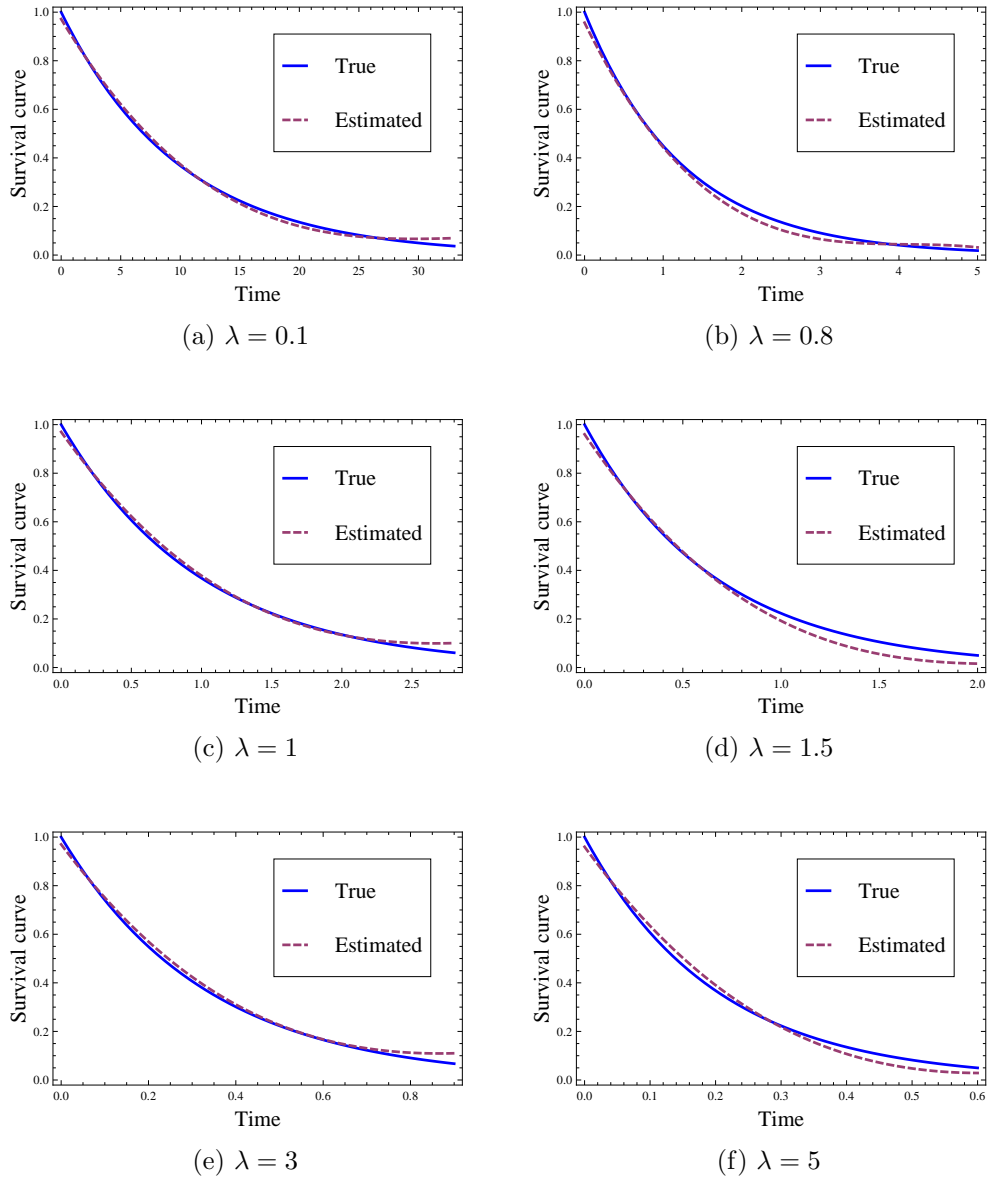 1.0
0.8
0.6
0.4
0.2
0.0
Survival curve
True
Estimated
0 5 10 15 20 25 30
Time
(a) λ = 0.1
1.0
0.8
0.6
0.4
0.2
0.0
Survival curve
True
Estimated
0 1 2 3 4 5
Time
(b) λ = 0.8
1.0
0.8
0.6
0.4
0.2
0.0
Survival curve
True
Estimated
0.0 0.5 1.0 1.5 2.0 2.5
Time
(c) λ = 1
1.0
0.8
0.6
0.4
0.2
0.0
Survival curve
True
Estimated
0.0 0.5 1.0 1.5 2.0
Time
(d) λ = 1.5
1.0
0.8
0.6
0.4
0.2
0.0
Survival curve
True
Estimated
0.0 0.2 0.4 0.6 0.8
Time
(e) λ = 3
1.0
0.8
0.6
0.4
0.2
0.0
Survival curve
True
Estimated
0.0 0.1 0.2 0.3 0.4 0.5 0.6
Time
(f) λ = 5